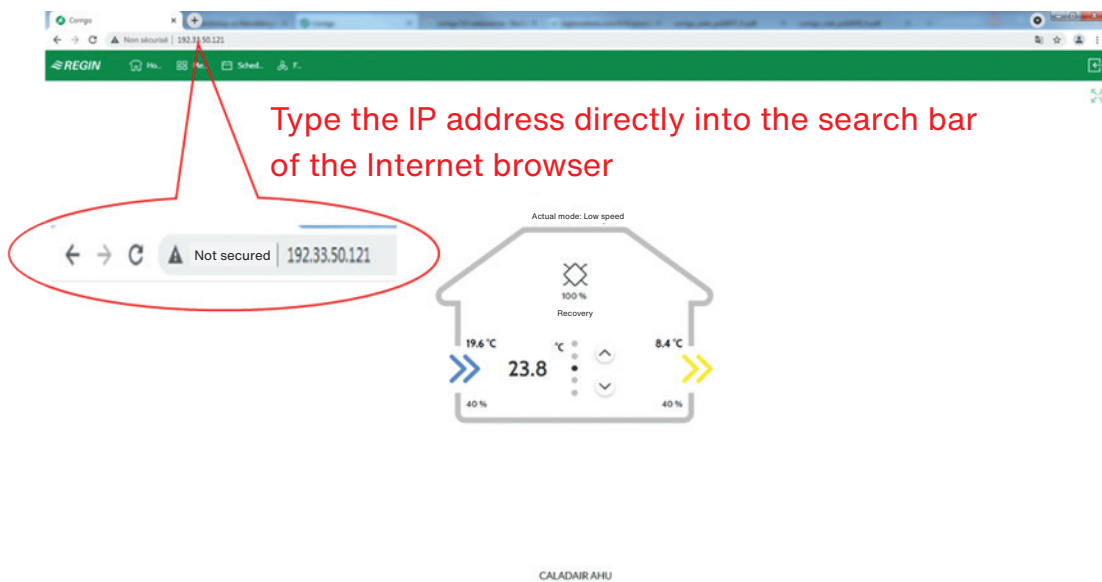 Corrigo
Non sécurisé | 192.33.50.121
REGIN Ho... Me... Sched... F...
Type the IP address directly into the search bar
of the Internet browser
Actual mode: Low speed
Not secured | 192.33.50.121
100 %
Recovery
19.6 °C
°C
8.4 °C
23.8
40 %
40 %
CALADAIR AHU